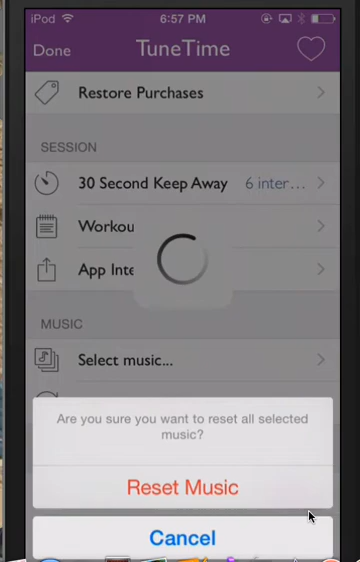 iPod 6:57 PM
Done TuneTime
Restore Purchases
SESSION
30 Second Keep Away 6 inter...
Workou
App Inte
MUSIC
Select music...
Are you sure you want to reset all selected
music?
Reset Music
Cancel